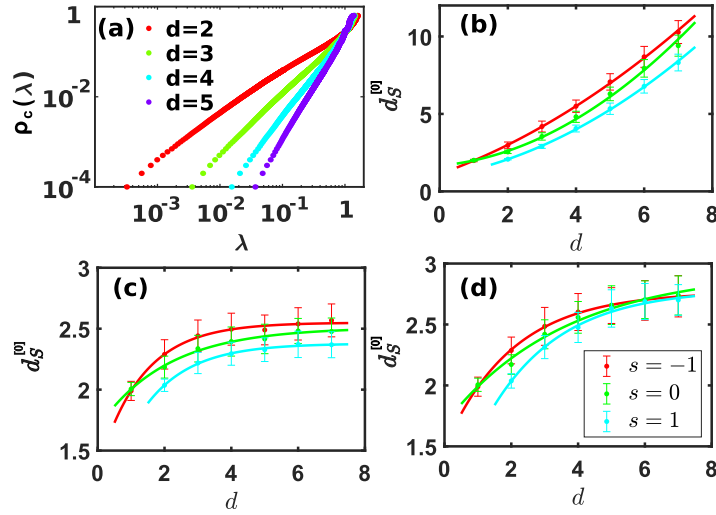 (a)
d=2
d=3
d=4
d=5
1
10^-2
10^-4
ρ_c(λ)
10^-3
10^-2
10^-1
1
λ
(b)
10
5
0
d_S^[0]
0
2
4
6
8
d
(c)
3
2.5
2
1.5
d_S^[0]
0
2
4
6
8
d
(d)
3
2.5
2
1.5
d_S^[0]
0
2
4
6
8
d
s = −1
s = 0
s = 1